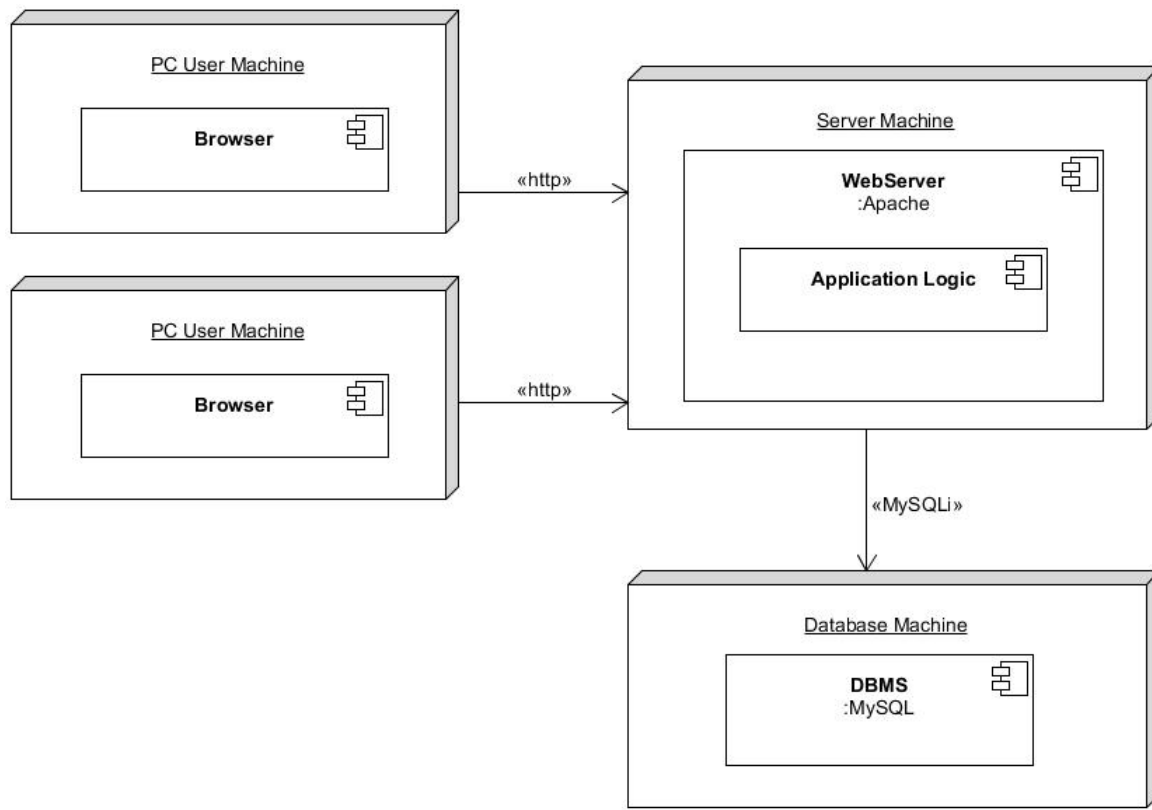 PC User Machine
Browser
«http»
PC User Machine
Browser
«http»
Server Machine
WebServer
:Apache
Application Logic
«MySQLi»
Database Machine
DBMS
:MySQL